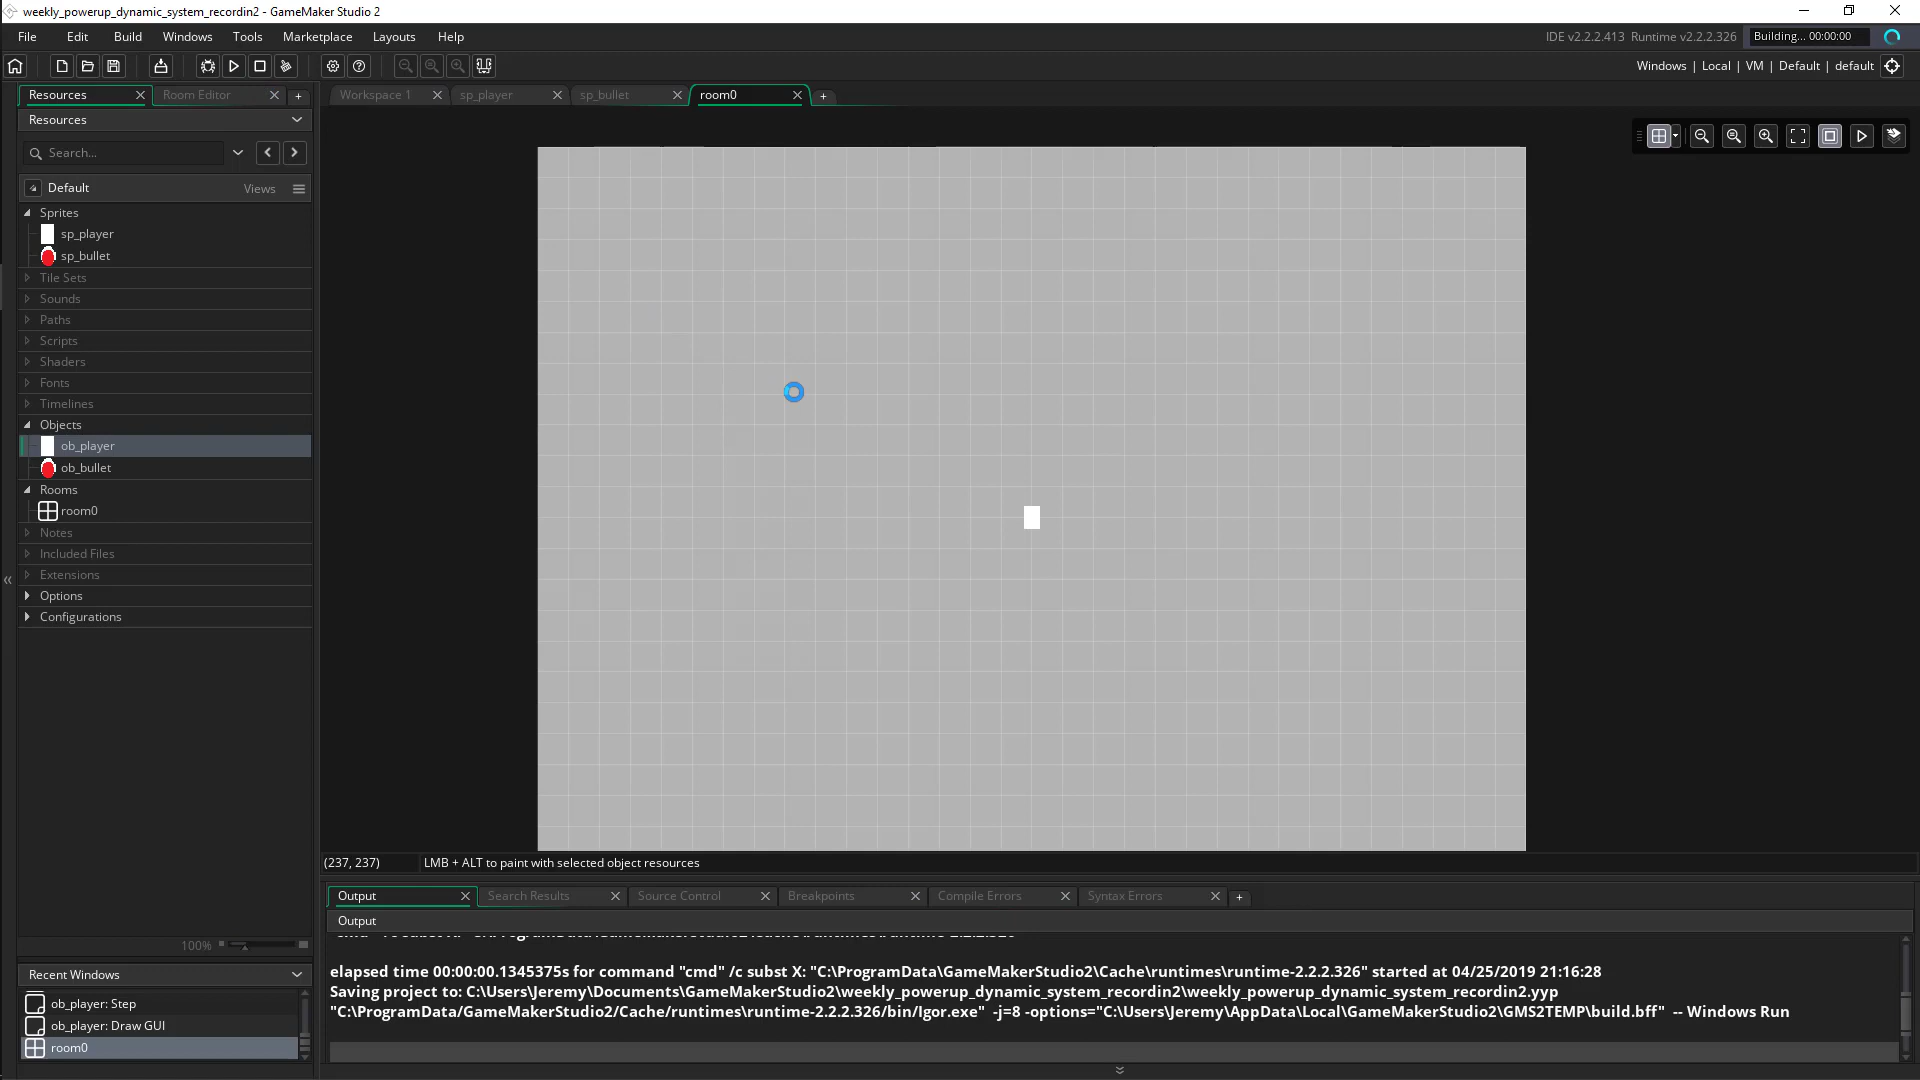 weekly_powerup_dynamic_system_recordin2 - GameMaker Studio 2
File Edit Build Windows Tools Marketplace Layouts Help
IDE v2.2.2.413 Runtime v2.2.2.326 Building... 00:00:00
Windows | Local | VM | Default | default
Resources Room Editor +
Workspace 1 sp_player sp_bullet room0 +
Resources
Search...
Default Views
Sprites
sp_player
sp_bullet
Tile Sets
Sounds
Paths
Scripts
Shaders
Fonts
Timelines
Objects
ob_player
ob_bullet
Rooms
room0
Notes
Included Files
Extensions
Options
Configurations
100%
Recent Windows
ob_player: Step
ob_player: Draw GUI
room0
(237, 237) LMB + ALT to paint with selected object resources
Output Search Results Source Control Breakpoints Compile Errors Syntax Errors +
Output
elapsed time 00:00:00.1345375s for command "cmd" /c subst X: "C:\ProgramData\GameMakerStudio2\Cache\runtimes\runtime-2.2.2.326" started at 04/25/2019 21:16:28
Saving project to: C:\Users\Jeremy\Documents\GameMakerStudio2\weekly_powerup_dynamic_system_recordin2\weekly_powerup_dynamic_system_recordin2.yyp
"C:\ProgramData/GameMakerStudio2/Cache/runtimes\runtime-2.2.2.326/bin/Igor.exe" -j=8 -options="C:\Users\Jeremy\AppData\Local\GameMakerStudio2\GMS2TEMP\build.bff" -- Windows Run